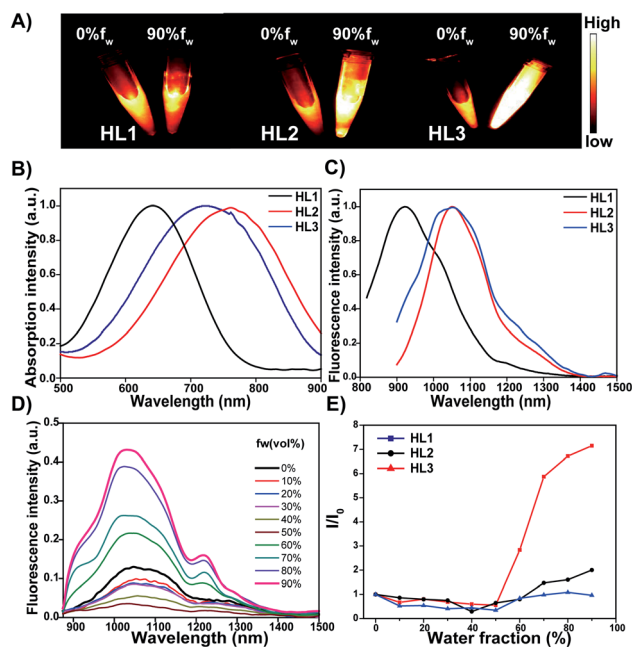 A)
0%fw 90%fw
HL1
0%fw 90%fw
HL2
0%fw 90%fw
HL3
High
low
B)
HL1
HL2
HL3
Absorption intensity (a.u.)
1.0
0.8
0.6
0.4
0.2
0.0
500 600 700 800 900
Wavelength (nm)
C)
HL1
HL2
HL3
Fluorescence intensity (a.u.)
1.0
0.8
0.6
0.4
0.2
0.0
800 900 1000 1100 1200 1300 1400 1500
Wavelength (nm)
D)
Fluorescence intensity (a.u.)
0.5
0.4
0.3
0.2
0.1
0.0
fw(vol%)
0%
10%
20%
30%
40%
50%
60%
70%
80%
90%
900 1000 1100 1200 1300 1400 1500
Wavelength (nm)
E)
HL1
HL2
HL3
I/I0
8
7
6
5
4
3
2
1
0
0 20 40 60 80 100
Water fraction (%)